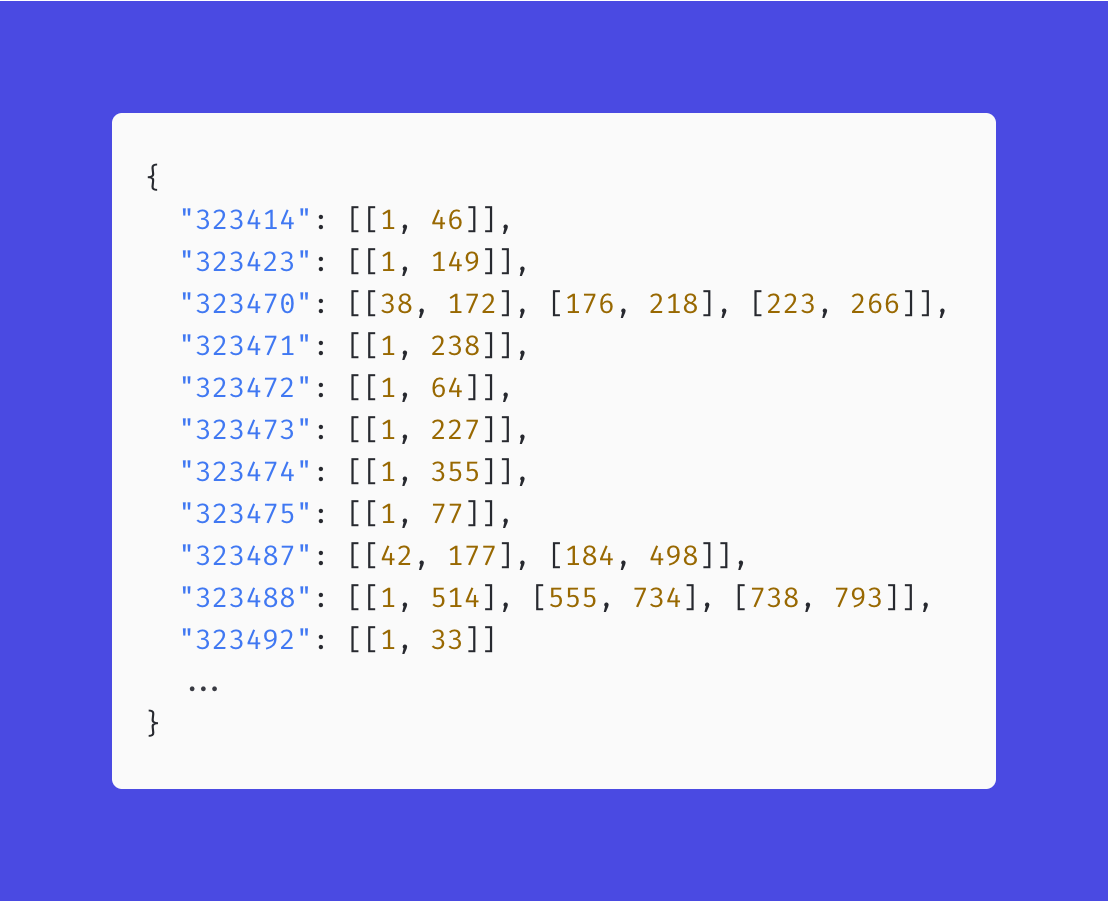 {
"323414": [[1, 46]],
"323423": [[1, 149]],
"323470": [[38, 172], [176, 218], [223, 266]],
"323471": [[1, 238]],
"323472": [[1, 64]],
"323473": [[1, 227]],
"323474": [[1, 355]],
"323475": [[1, 77]],
"323487": [[42, 177], [184, 498]],
"323488": [[1, 514], [555, 734], [738, 793]],
"323492": [[1, 33]]
...
}